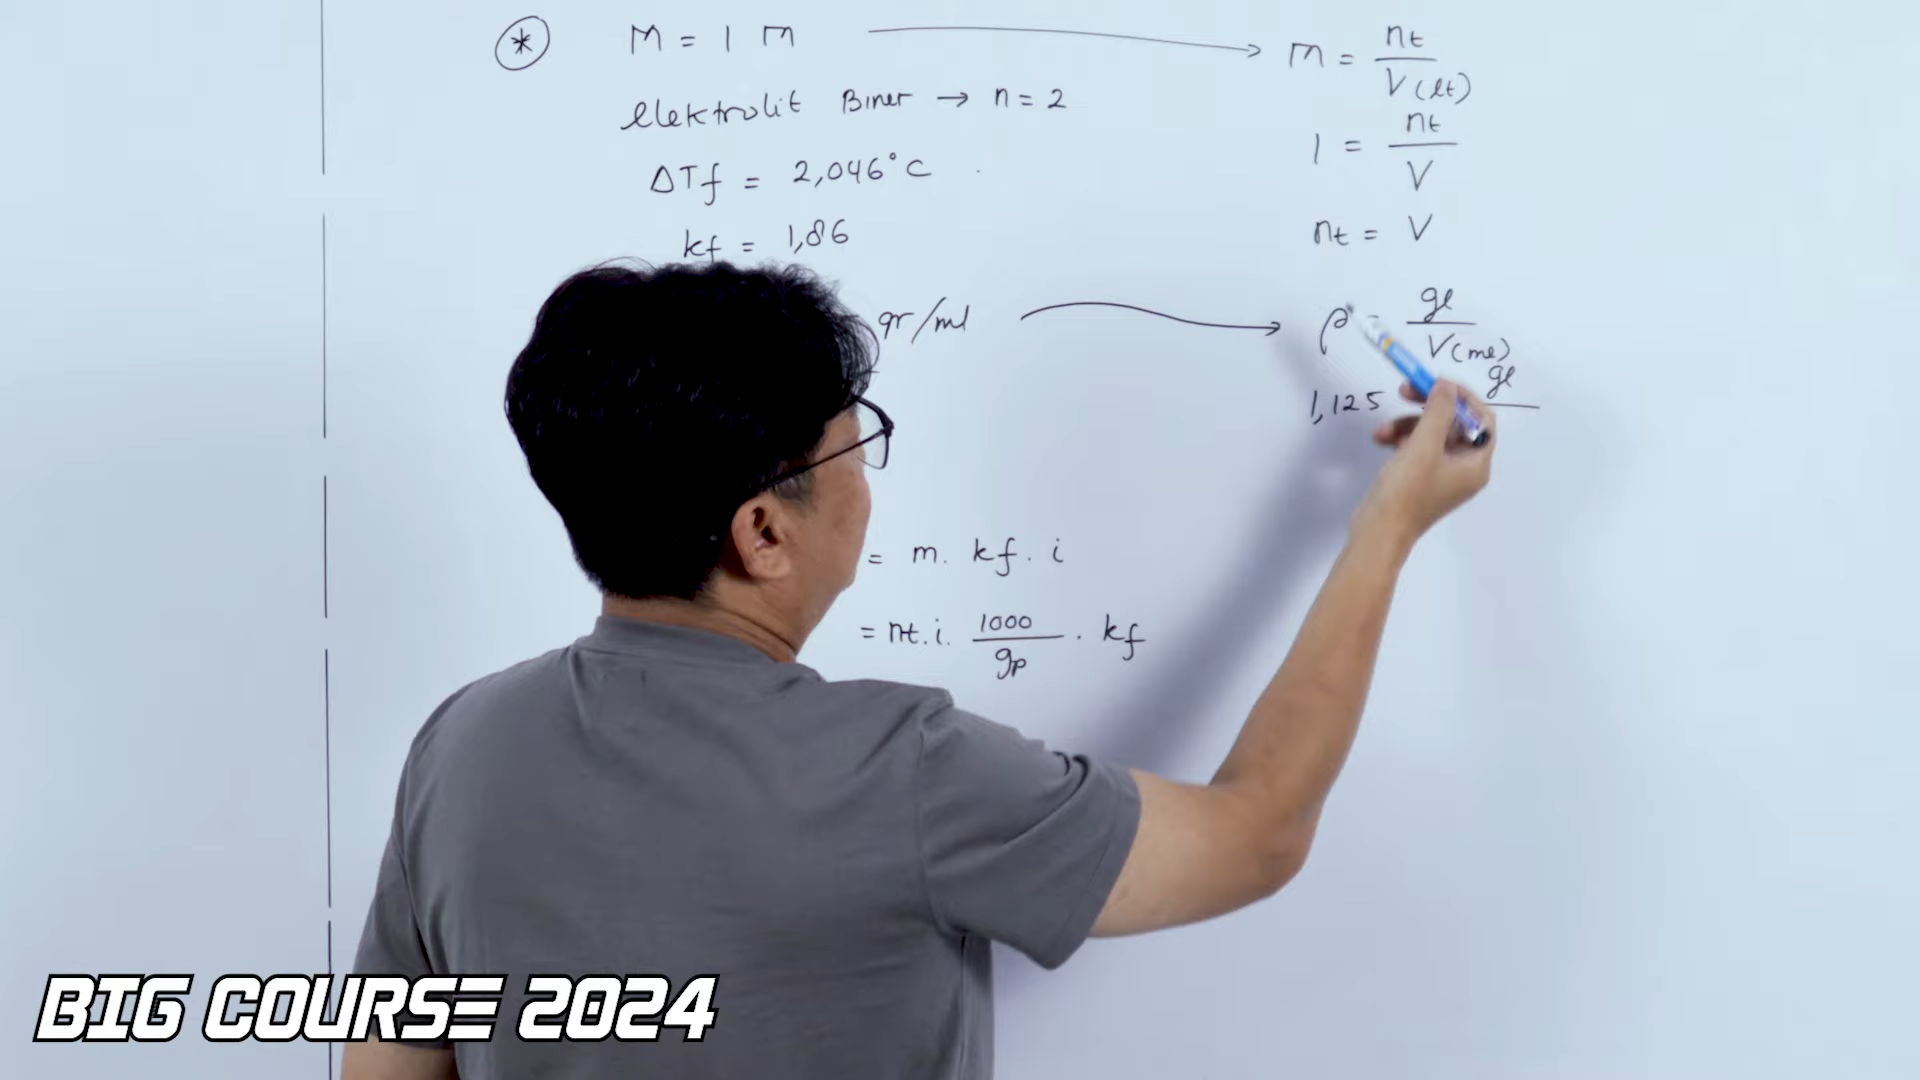 * M = 1 M
elektrolit Biner → n = 2
ΔTf = 2,046°C
kf = 1,86
gr/ml
= m. kf. i
= nt. i. 1000/gp . kf
M = nt/V(lt)
1 = nt/V
nt = V
ρ = gl/V(ml)
1,125 = gl
BIG COURSE 2024